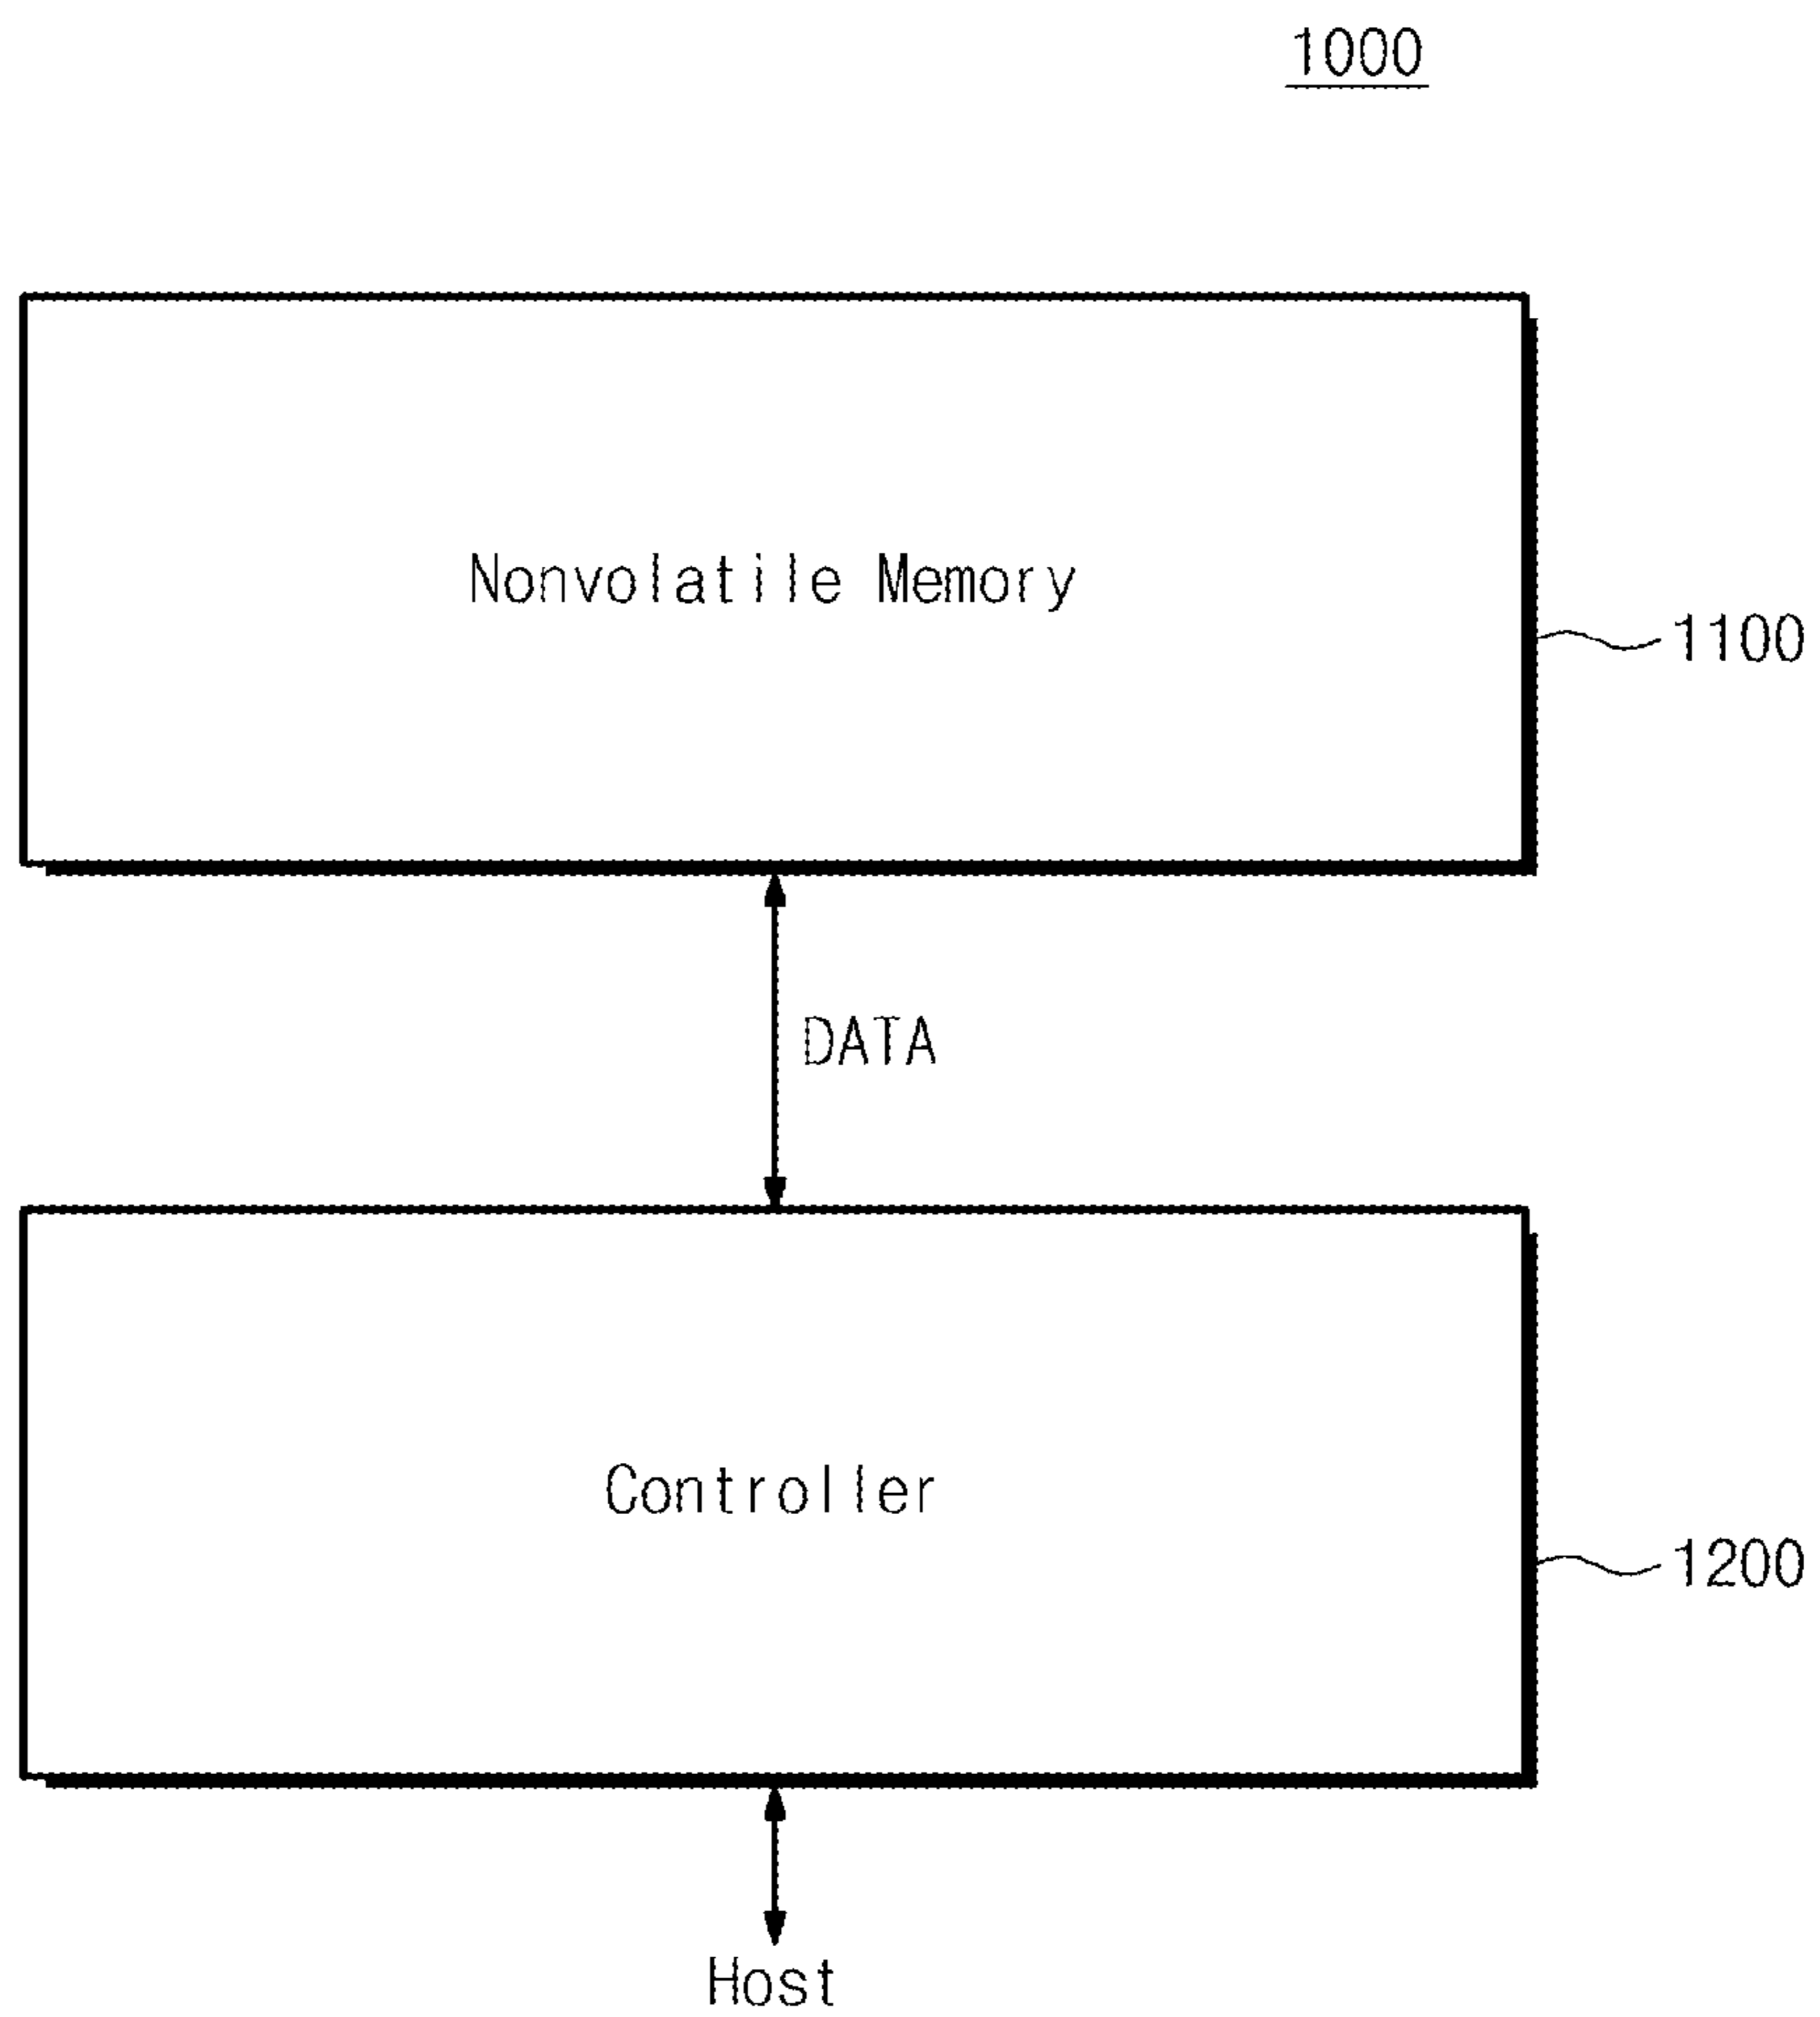 1000
Nonvolatile Memory
1100
DATA
Controller
1200
Host